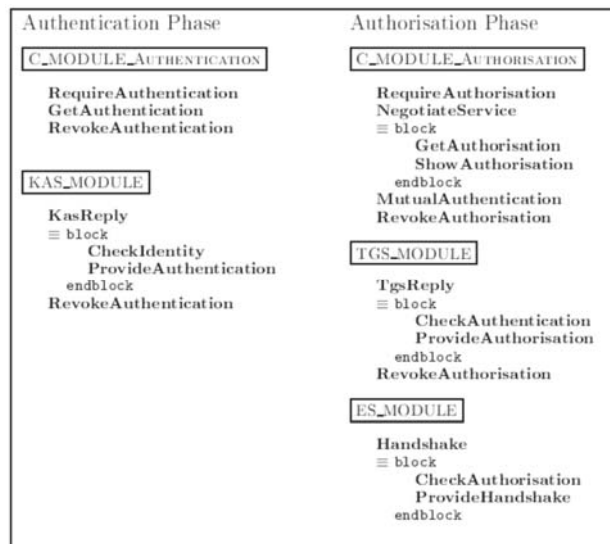 Authentication Phase
C_MODULE_AUTHENTICATION
RequireAuthentication
GetAuthentication
RevokeAuthentication
KAS_MODULE
KasReply
≡ block
CheckIdentity
ProvideAuthentication
endblock
RevokeAuthentication
Authorisation Phase
C_MODULE_AUTHORISATION
RequireAuthorisation
NegotiateService
≡ block
GetAuthorisation
ShowAuthorisation
endblock
MutualAuthentication
RevokeAuthorisation
TGS_MODULE
TgsReply
≡ block
CheckAuthentication
ProvideAuthorisation
endblock
RevokeAuthorisation
ES_MODULE
Handshake
≡ block
CheckAuthorisation
ProvideHandshake
endblock